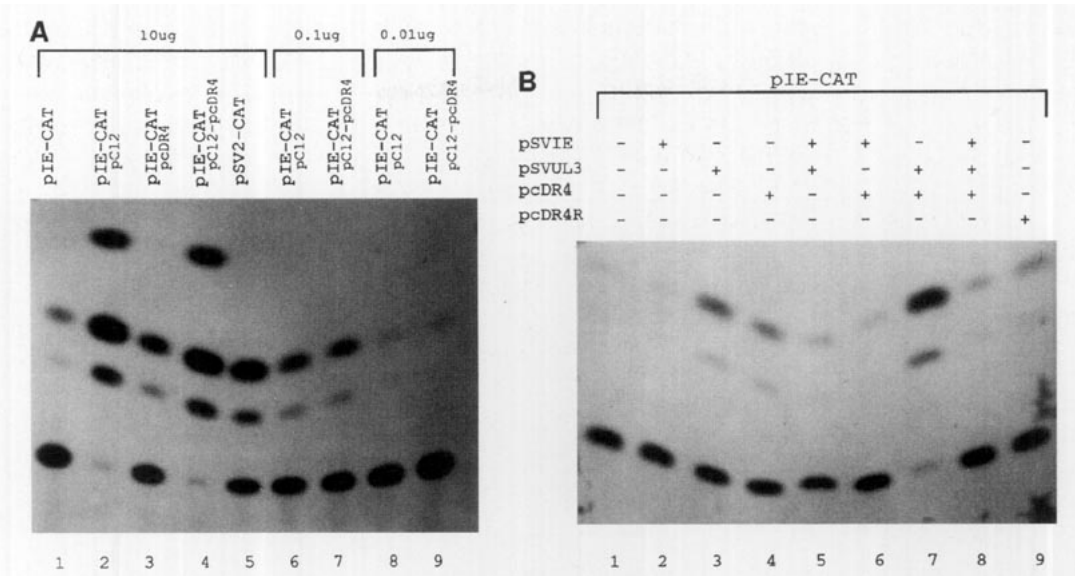 A
10ug 0.1ug 0.01ug
pIE-CAT
pIE-CAT
pC12
pIE-CAT
pcDR4
pIE-CAT
pC12-pcDR4
pSV2-CAT
pIE-CAT
pC12
pIE-CAT
pC12-pcDR4
pIE-CAT
pC12
pIE-CAT
pC12-pcDR4
1 2 3 4 5 6 7 8 9
B
pIE-CAT
pSVIE - + - - + + - + -
pSVUL3 - - + - + - + + -
pcDR4 - - - + - + + + -
pcDR4R - - - - - - - - +
1 2 3 4 5 6 7 8 9